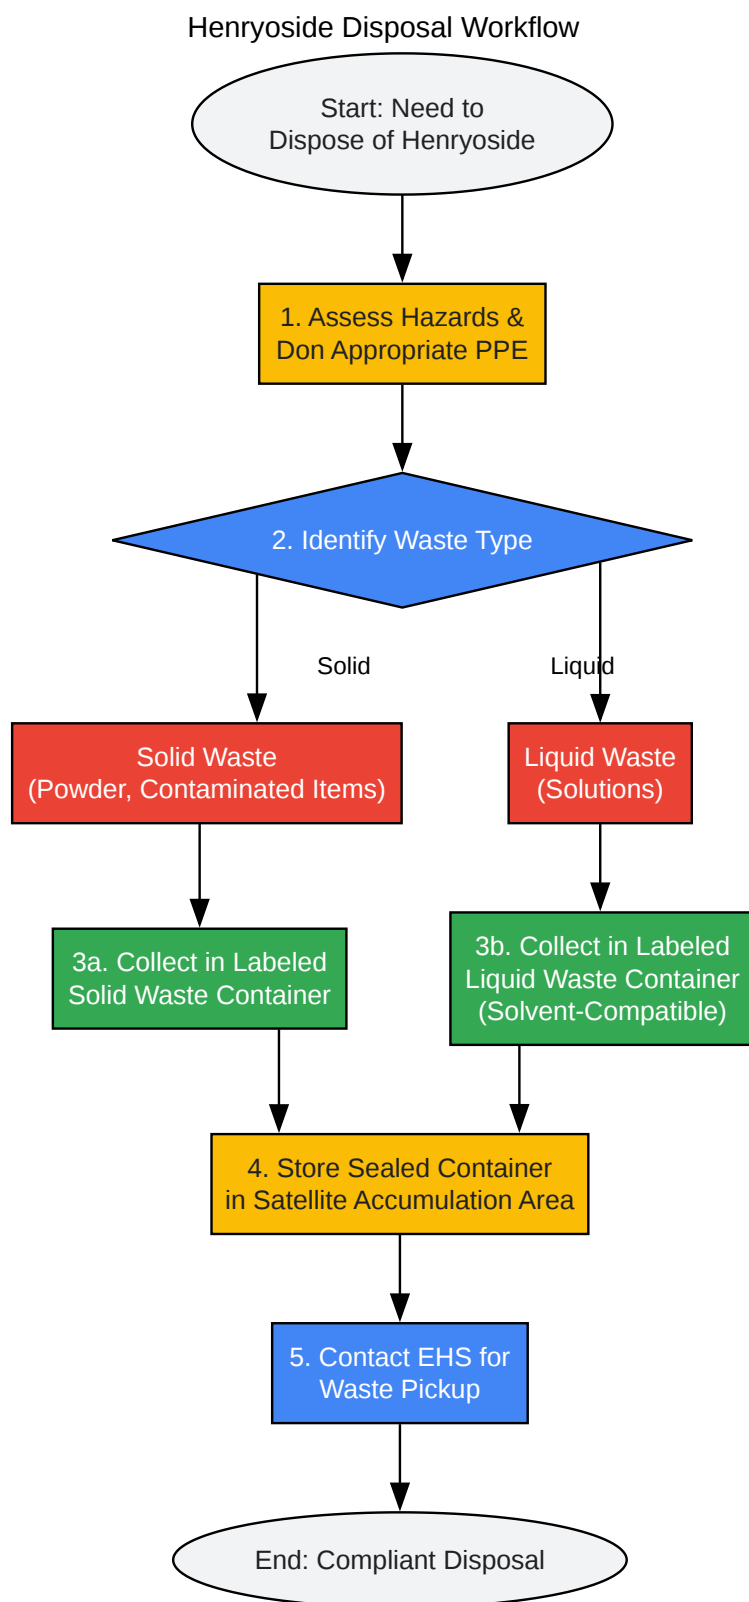 Henryoside Disposal Workflow
Start: Need to
Dispose of Henryoside
1. Assess Hazards &
Don Appropriate PPE
2. Identify Waste Type
Solid
Liquid
Solid Waste
(Powder, Contaminated Items)
Liquid Waste
(Solutions)
3a. Collect in Labeled
Solid Waste Container
3b. Collect in Labeled
Liquid Waste Container
(Solvent-Compatible)
4. Store Sealed Container
in Satellite Accumulation Area
5. Contact EHS for
Waste Pickup
End: Compliant Disposal